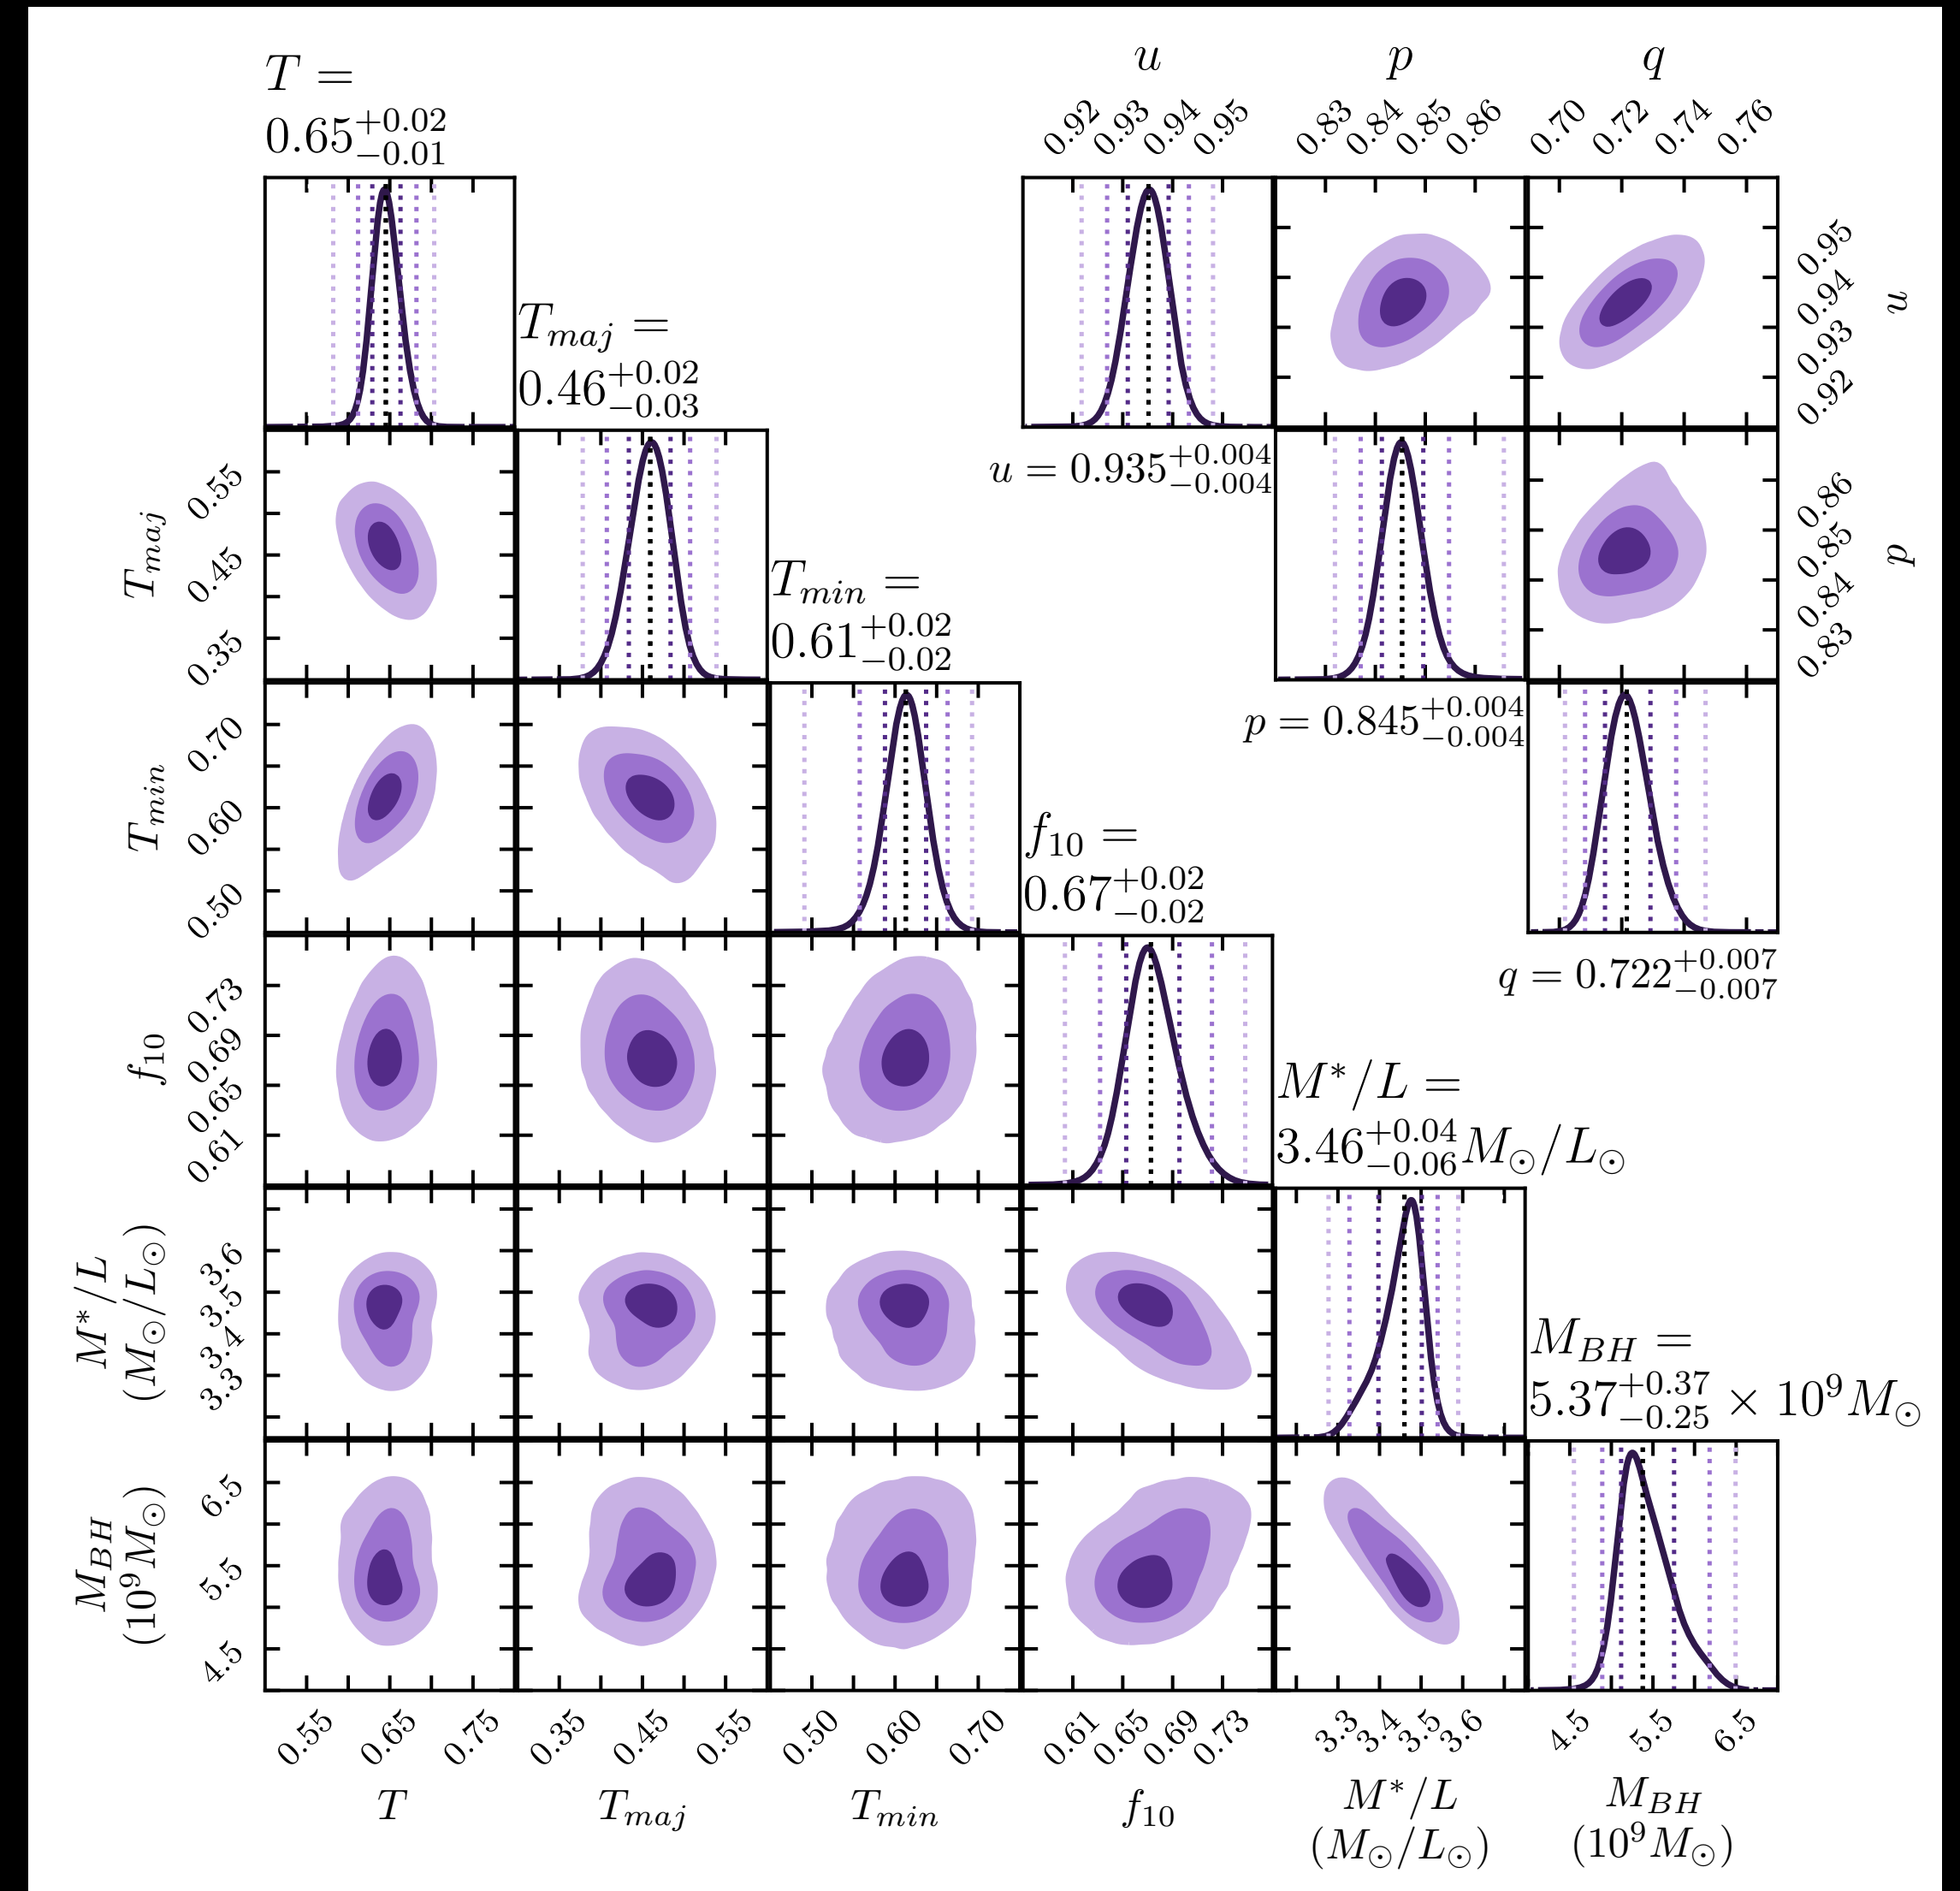 T =
0.65^{+0.02}_{-0.01}
u p q
0.92 0.93 0.94 0.95 0.83 0.84 0.85 0.86 0.70 0.72 0.74 0.76
T_{maj} =
0.46^{+0.02}_{-0.03}
0.95
0.94
0.93
0.92
u
u = 0.935^{+0.004}_{-0.004}
T_{maj}
0.55
0.45
0.35
T_{min} =
0.61^{+0.02}_{-0.02}
0.86
0.85
0.84
0.83
p
p = 0.845^{+0.004}_{-0.004}
T_{min}
0.70
0.60
0.50
f_{10} =
0.67^{+0.02}_{-0.02}
q = 0.722^{+0.007}_{-0.007}
f_{10}
0.73
0.69
0.65
0.61
M*/L =
3.46^{+0.04}_{-0.06}M_⊙/L_⊙
M*/L
(M_⊙/L_⊙)
3.6
3.5
3.4
3.3
M_{BH} =
5.37^{+0.37}_{-0.25} × 10^9 M_⊙
M_{BH}
(10^9 M_⊙)
6.5
5.5
4.5
0.55 0.65 0.75 0.35 0.45 0.55 0.50 0.60 0.70 0.61 0.65 0.69 0.73 3.3 3.4 3.5 3.6 4.5 5.5 6.5
T T_{maj} T_{min} f_{10} M*/L M_{BH}
(M_⊙/L_⊙) (10^9 M_⊙)